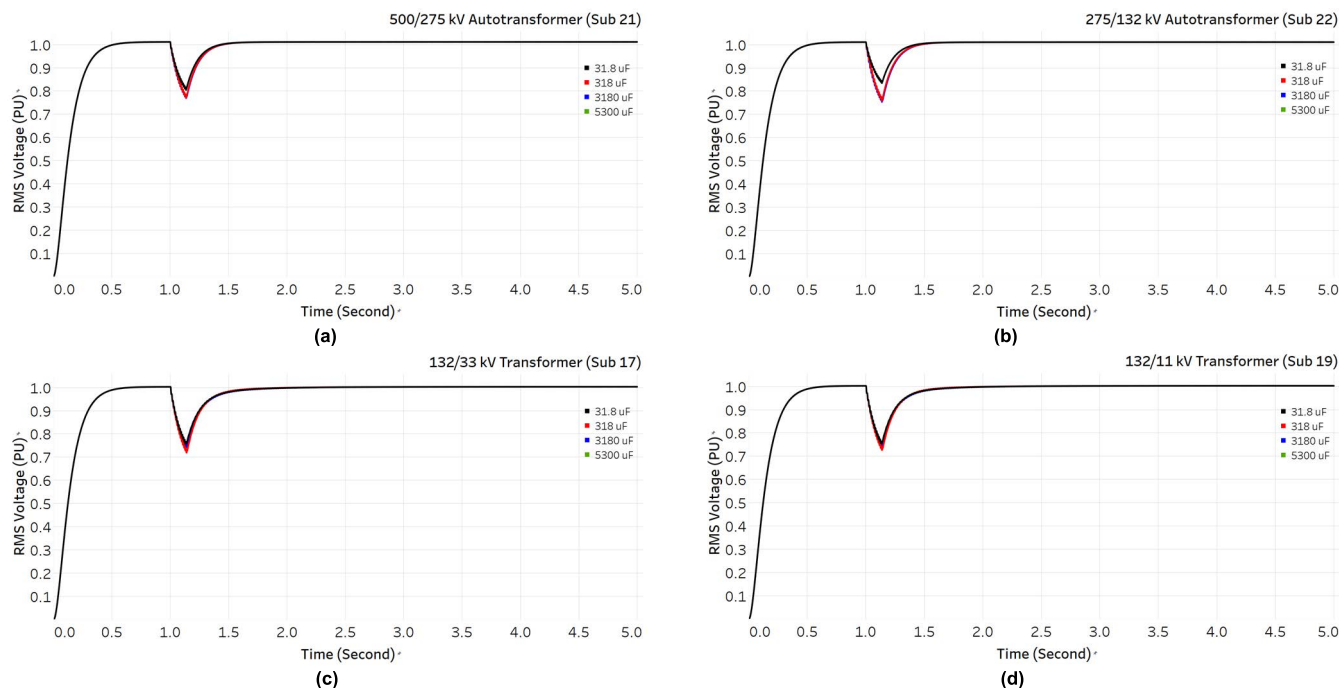 500/275 kV Autotransformer (Sub 21)
RMS Voltage (PU)
1.0
0.9
0.8
0.7
0.6
0.5
0.4
0.3
0.2
0.1
31.8 uF
318 uF
3180 uF
5300 uF
0.0 0.5 1.0 1.5 2.0 2.5 3.0 3.5 4.0 4.5 5.0
Time (Second)
(a)
275/132 kV Autotransformer (Sub 22)
RMS Voltage (PU)
1.0
0.9
0.8
0.7
0.6
0.5
0.4
0.3
0.2
0.1
31.8 uF
318 uF
3180 uF
5300 uF
0.0 0.5 1.0 1.5 2.0 2.5 3.0 3.5 4.0 4.5 5.0
Time (Second)
(b)
132/33 kV Transformer (Sub 17)
RMS Voltage (PU)
1.0
0.9
0.8
0.7
0.6
0.5
0.4
0.3
0.2
0.1
31.8 uF
318 uF
3180 uF
5300 uF
0.0 0.5 1.0 1.5 2.0 2.5 3.0 3.5 4.0 4.5 5.0
Time (Second)
(c)
132/11 kV Transformer (Sub 19)
RMS Voltage (PU)
1.0
0.9
0.8
0.7
0.6
0.5
0.4
0.3
0.2
0.1
31.8 uF
318 uF
3180 uF
5300 uF
0.0 0.5 1.0 1.5 2.0 2.5 3.0 3.5 4.0 4.5 5.0
Time (Second)
(d)